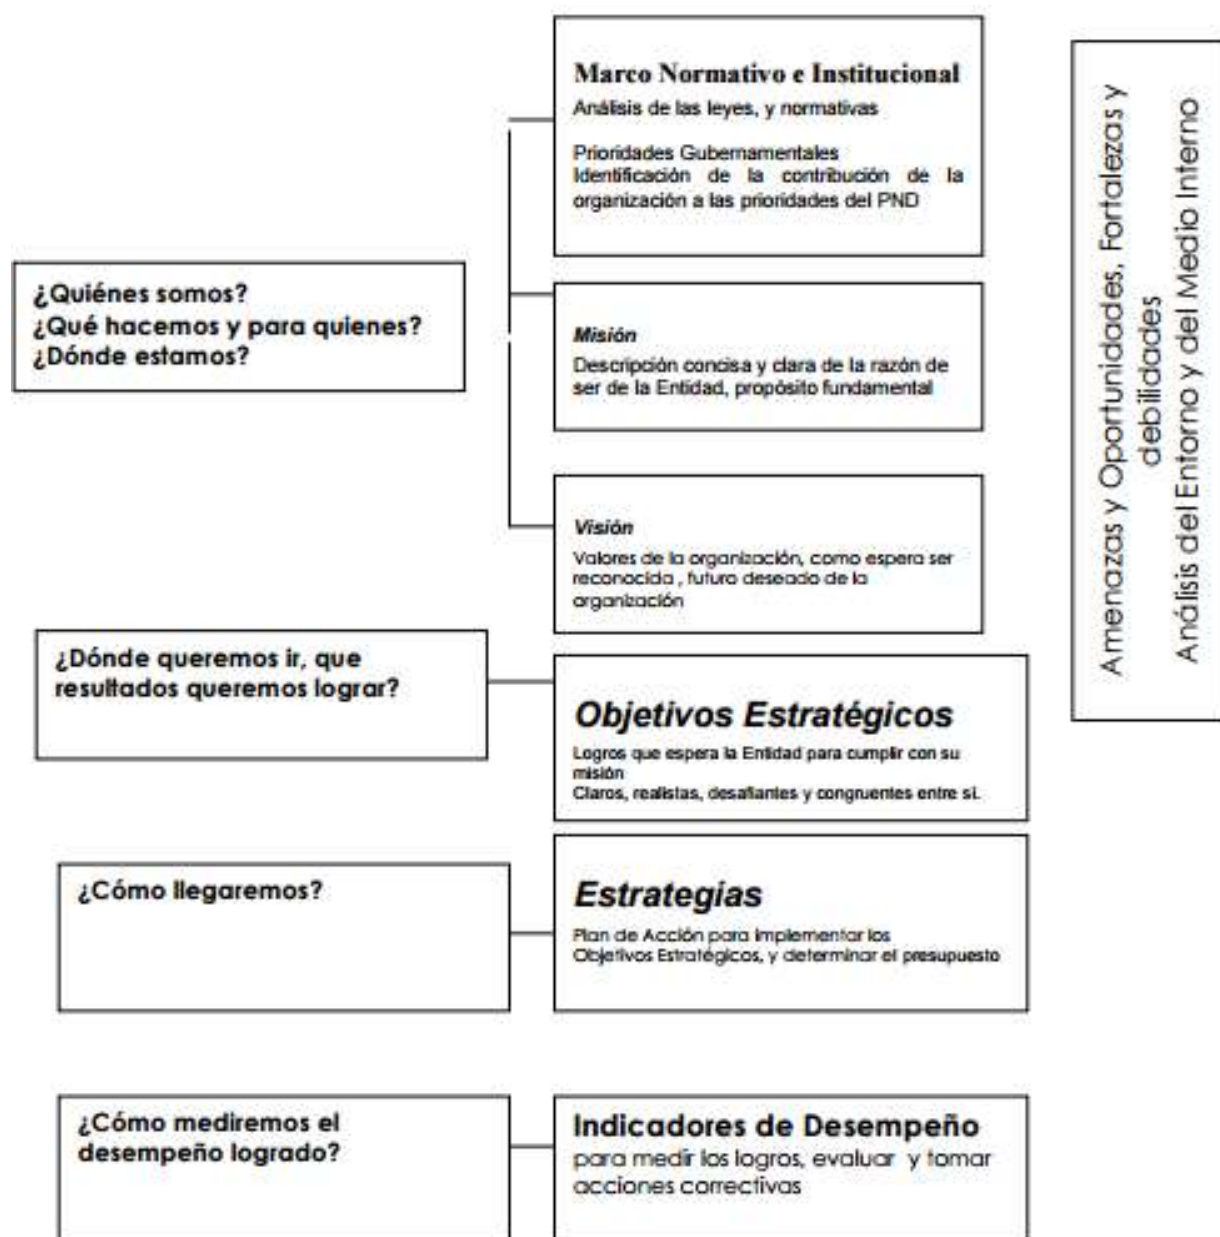 Marco Normativo e Institucional
Análisis de las leyes, y normativas
Prioridades Gubernamentales
Identificación de la contribución de la
organización a las prioridades del PND
¿Quiénes somos?
¿Qué hacemos y para quienes?
¿Dónde estamos?
Misión
Descripción concisa y clara de la razón de
ser de la Entidad, propósito fundamental
Visión
Valores de la organización, como espera ser
reconocida , futuro deseado de la
organización
¿Dónde queremos ir, que
resultados queremos lograr?
Objetivos Estratégicos
Logros que espera la Entidad para cumplir con su
misión
Claros, realistas, desafiantes y congruentes entre sí.
¿Cómo llegaremos?
Estrategias
Plan de Acción para implementar los
Objetivos Estratégicos, y determinar el presupuesto
¿Cómo mediremos el
desempeño logrado?
Indicadores de Desempeño
para medir los logros, evaluar y tomar
acciones correctivas
Amenazas y Oportunidades, Fortalezas y
debilidades
Análisis del Entorno y del Medio Interno